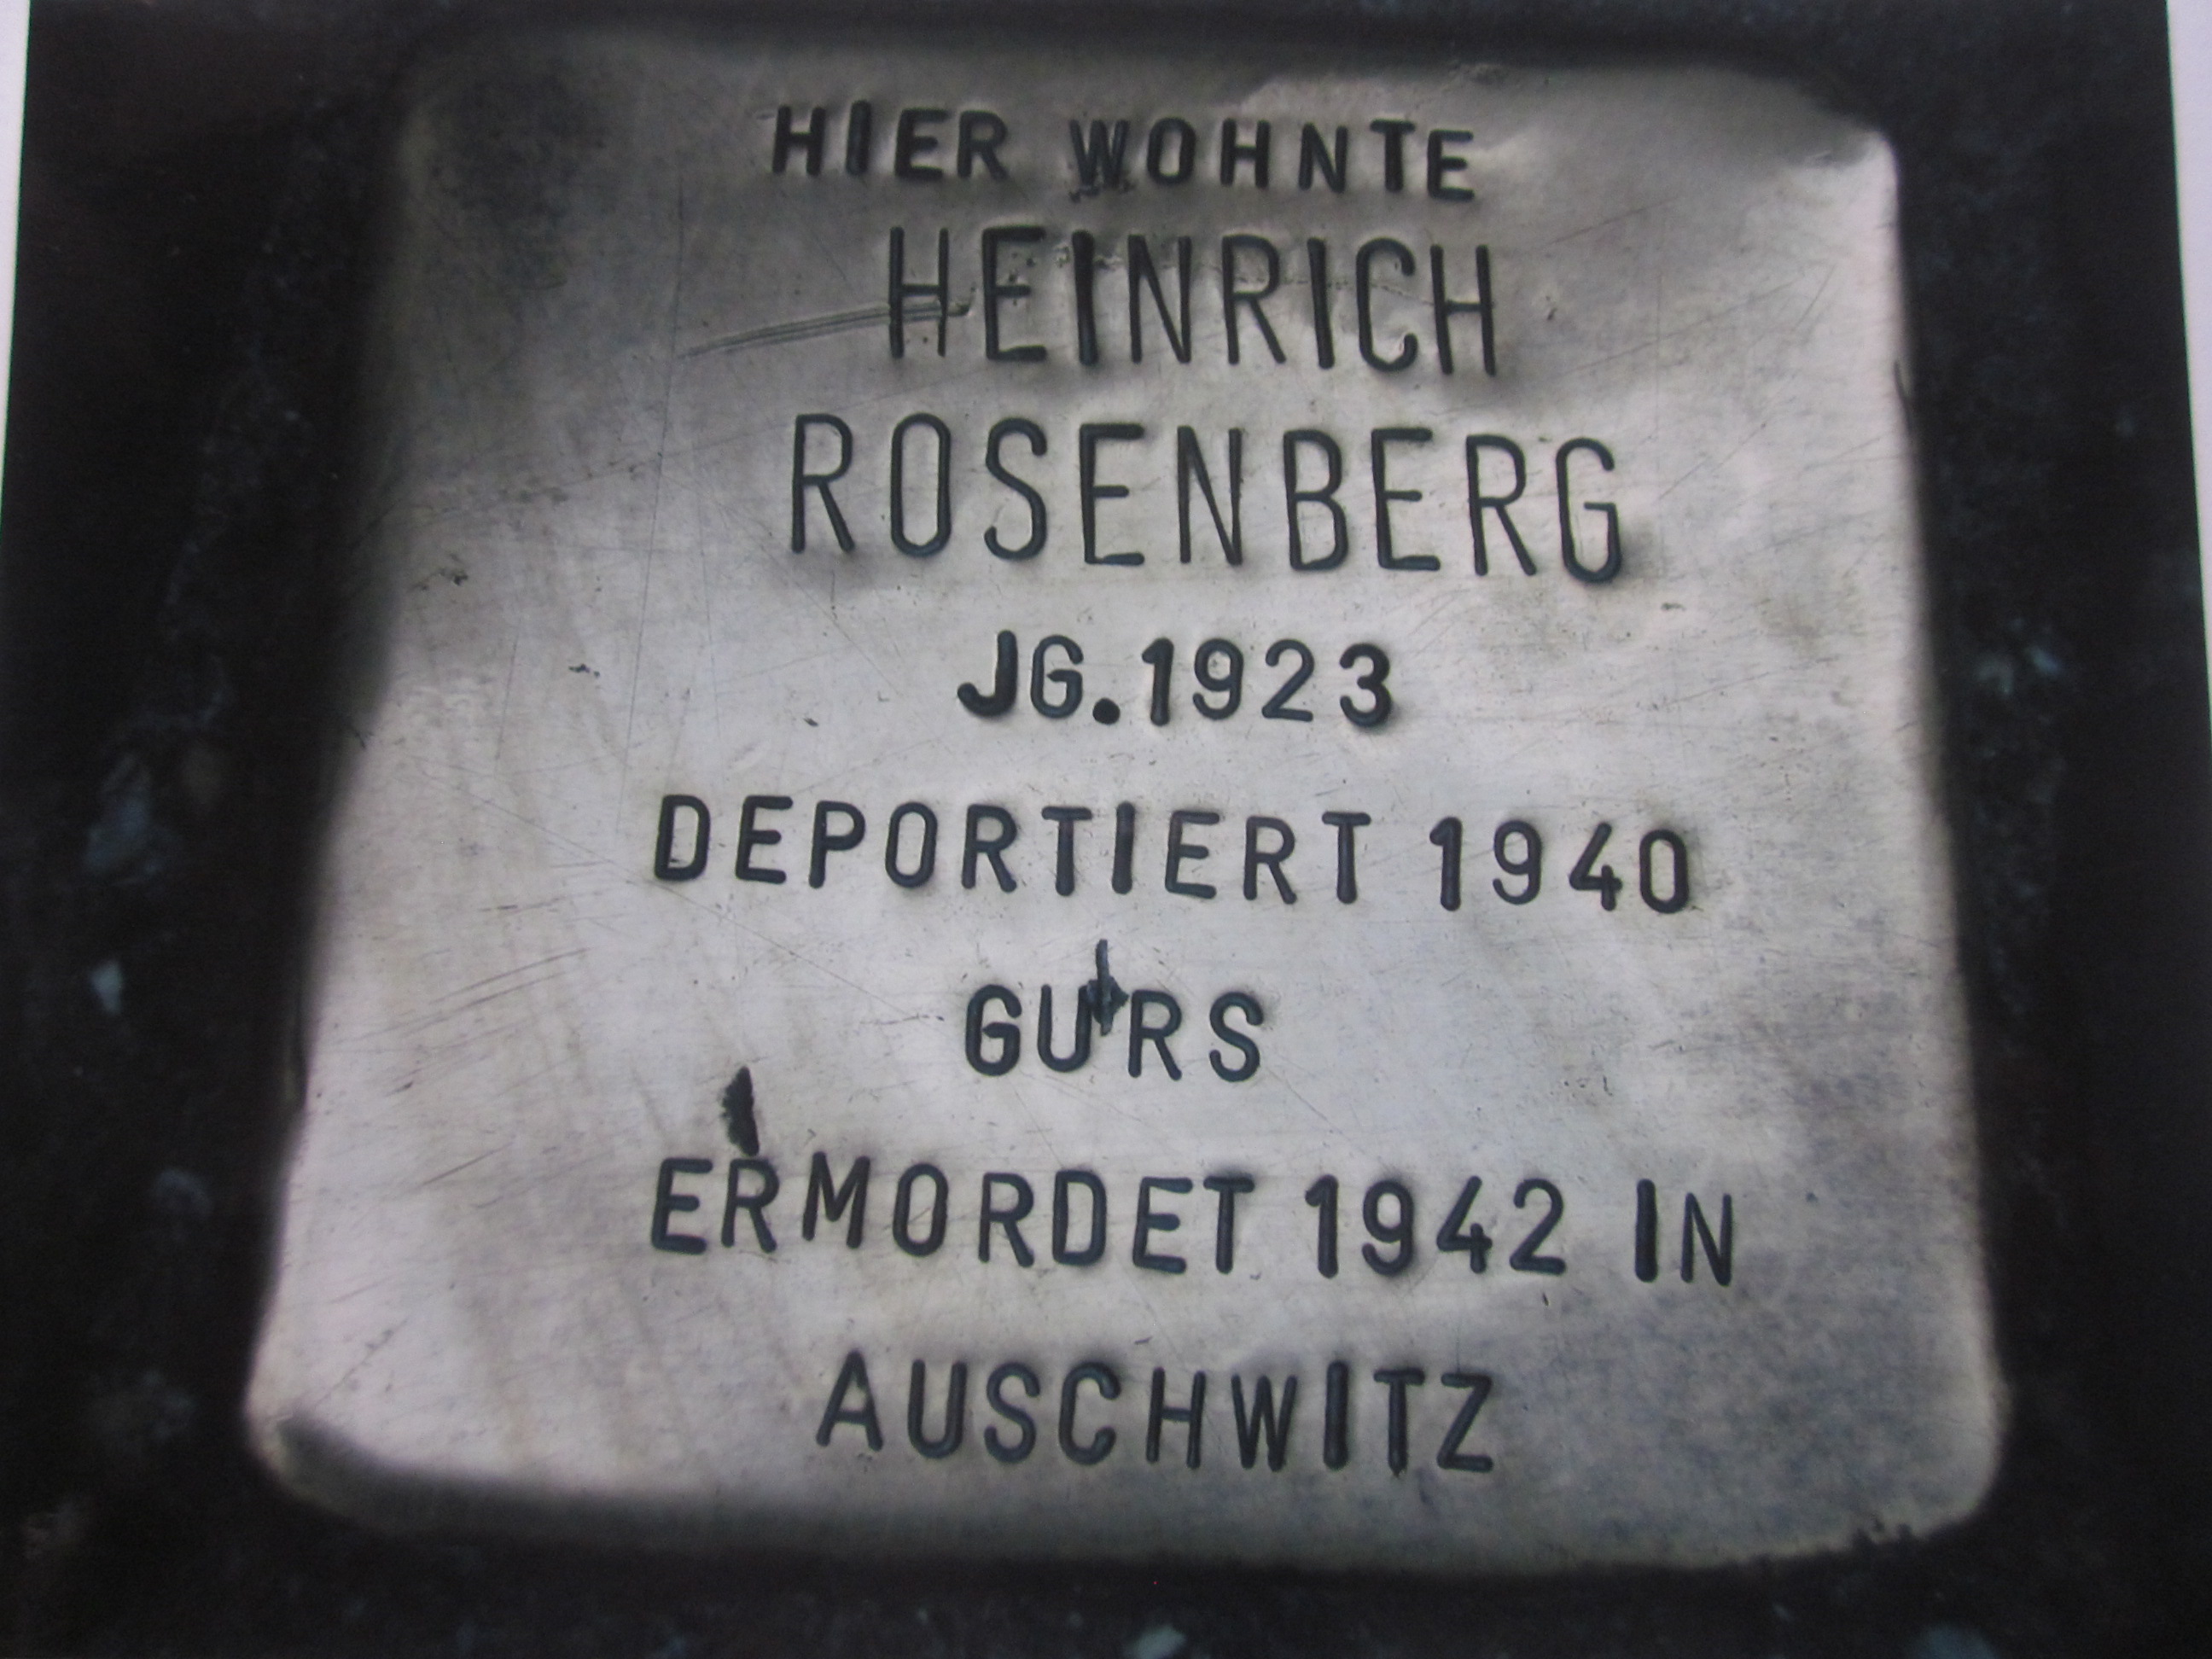 HIER WOHNTE
HEINRICH
ROSENBERG
JG.1923
DEPORTIERT 1940
GURS
ERMORDET 1942 IN
AUSCHWITZ